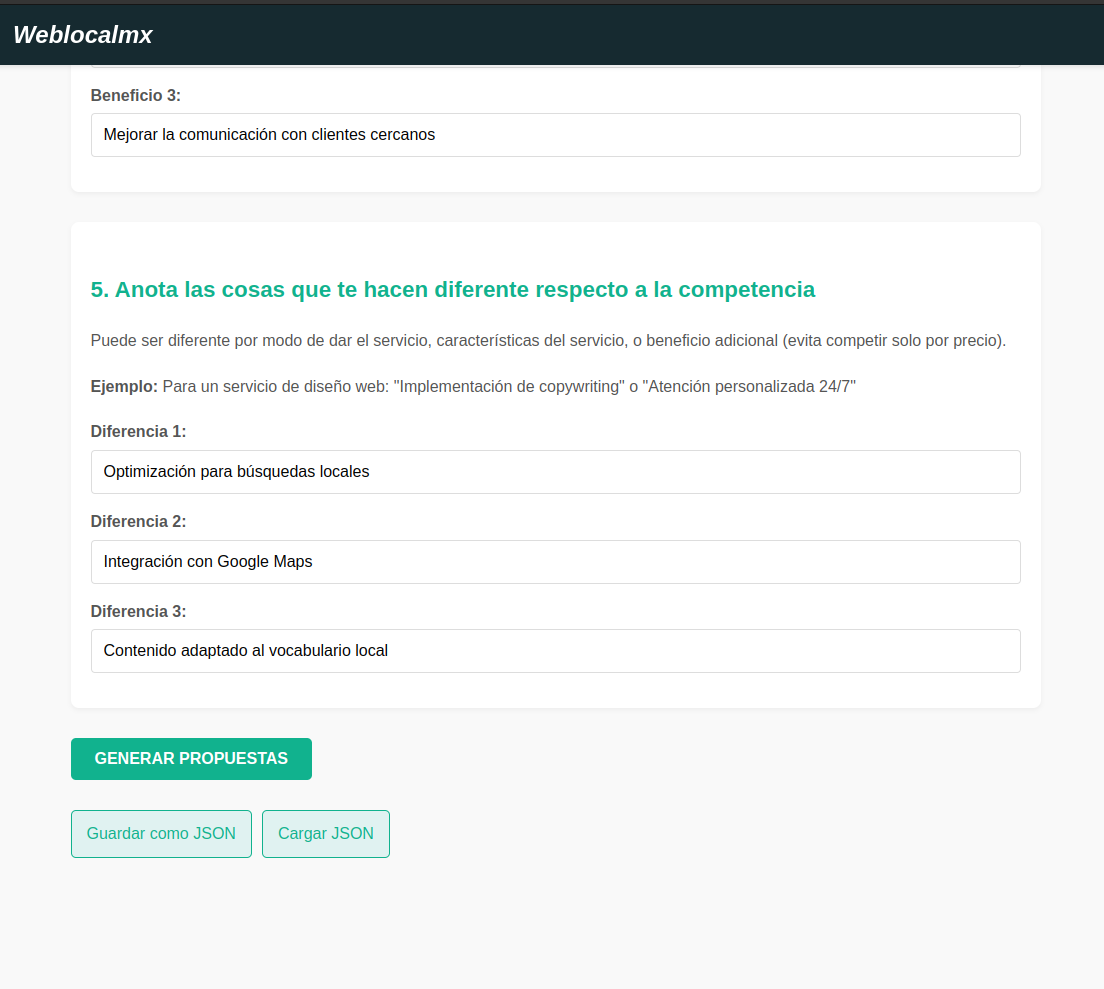 Weblocalmx
Beneficio 3:
Mejorar la comunicación con clientes cercanos
5. Anota las cosas que te hacen diferente respecto a la competencia
Puede ser diferente por modo de dar el servicio, características del servicio, o beneficio adicional (evita competir solo por precio).
Ejemplo: Para un servicio de diseño web: "Implementación de copywriting" o "Atención personalizada 24/7"
Diferencia 1:
Optimización para búsquedas locales
Diferencia 2:
Integración con Google Maps
Diferencia 3:
Contenido adaptado al vocabulario local
GENERAR PROPUESTAS
Guardar como JSON
Cargar JSON